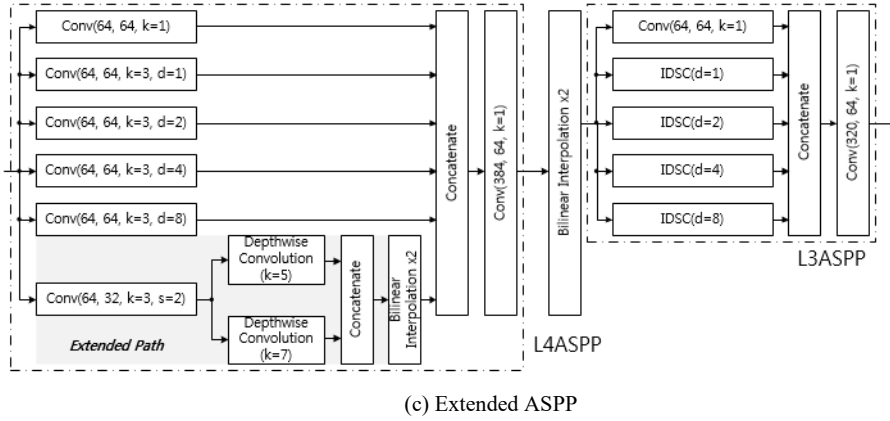 Conv(64, 64, k=1)
Conv(64, 64, k=3, d=1)
Conv(64, 64, k=3, d=2)
Conv(64, 64, k=3, d=4)
Conv(64, 64, k=3, d=8)
Conv(64, 32, k=3, s=2)
Extended Path
Depthwise
Convolution
(k=5)
Depthwise
Convolution
(k=7)
Concatenate
Bilinear
Interpolation x2
Concatenate
Conv(384, 64, k=1)
L4ASPP
Bilinear Interpolation x2
Conv(64, 64, k=1)
IDSC(d=1)
IDSC(d=2)
IDSC(d=4)
IDSC(d=8)
Concatenate
Conv(320, 64, k=1)
L3ASPP
(c) Extended ASPP